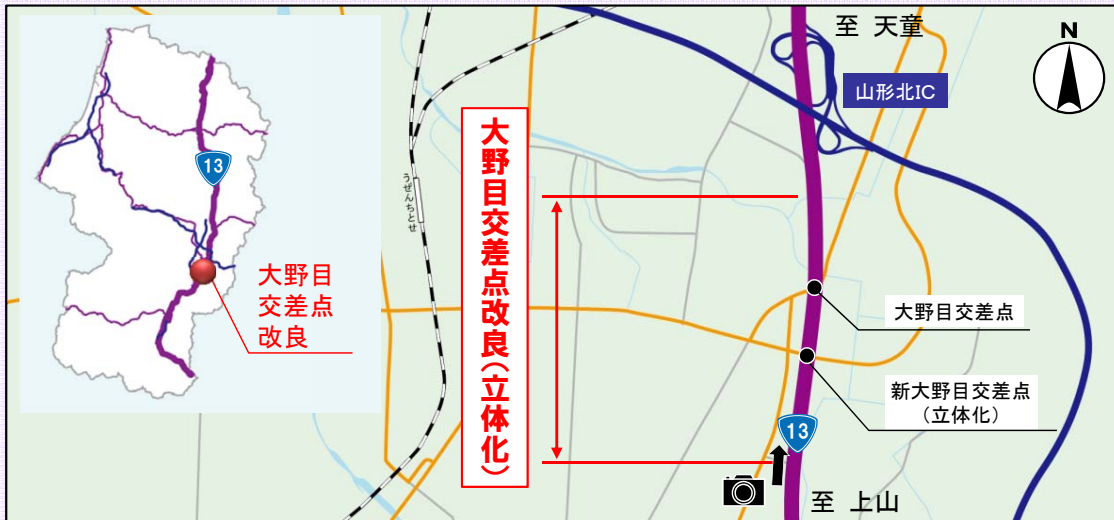 13
大野目
交差点
改良
うぜんちとせ
大野目交差点改良(立体化)
至 天童
山形北IC
N
大野目交差点
新大野目交差点
(立体化)
13
至 上山